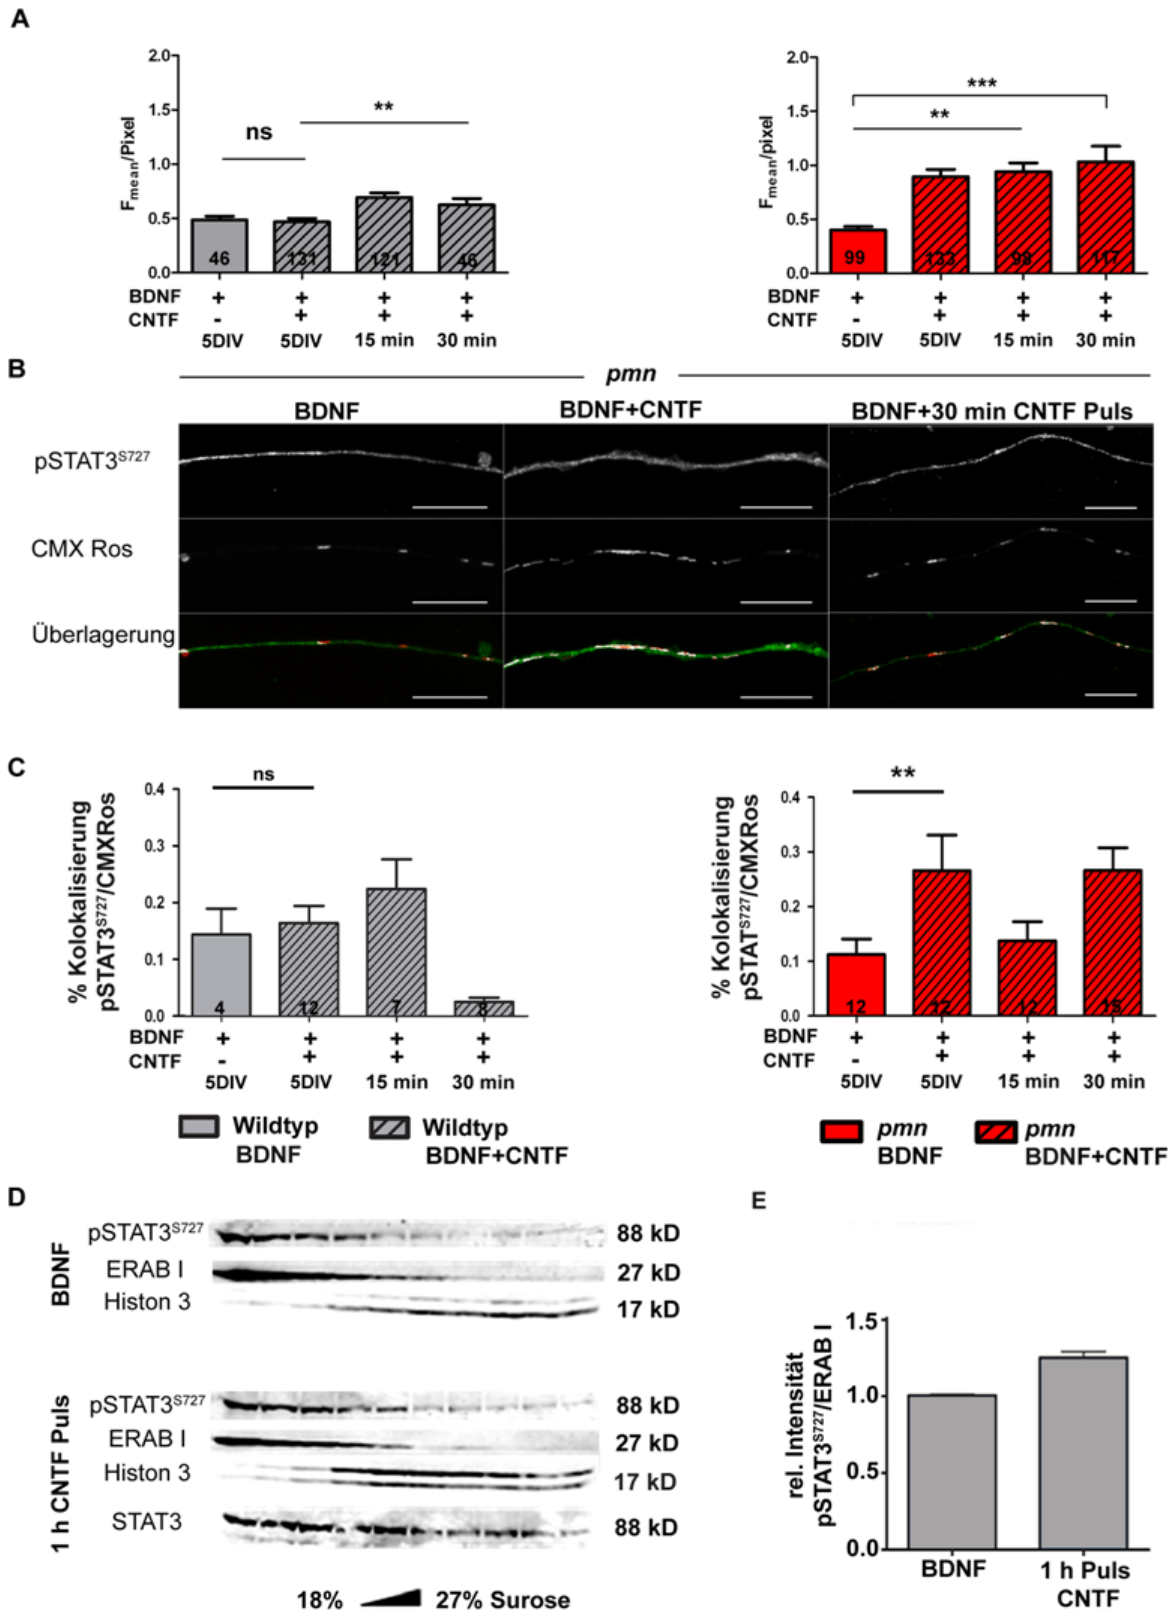 A
2.0
1.5
1.0
0.5
0.0
Fmean/Pixel
ns
**
46
131
121
46
BDNF + + + +
CNTF - + + +
5DIV 5DIV 15 min 30 min
2.0
1.5
1.0
0.5
0.0
Fmean/pixel
***
**
99
133
98
117
BDNF + + + +
CNTF - + + +
5DIV 5DIV 15 min 30 min
B
pmn
BDNF BDNF+CNTF BDNF+30 min CNTF Puls
pSTAT3S727
CMX Ros
Überlagerung
C
% Kolokalisierung
pSTAT3S727/CMXRos
0.4
0.3
0.2
0.1
0.0
ns
4
12
7
8
BDNF + + + +
CNTF - + + +
5DIV 5DIV 15 min 30 min
Wildtyp
BDNF
Wildtyp
BDNF+CNTF
% Kolokalisierung
pSTATS727/CMXRos
0.4
0.3
0.2
0.1
0.0
**
12
12
12
15
BDNF + + + +
CNTF - + + +
5DIV 5DIV 15 min 30 min
pmn
BDNF
pmn
BDNF+CNTF
D
BDNF
pSTAT3S727 88 kD
ERAB I 27 kD
Histon 3 17 kD
1 h CNTF Puls
pSTAT3S727 88 kD
ERAB I 27 kD
Histon 3 17 kD
STAT3 88 kD
18% 27% Surose
E
rel. Intensität
pSTAT3S727/ERAB I
1.5
1.0
0.5
0.0
BDNF
1 h Puls
CNTF